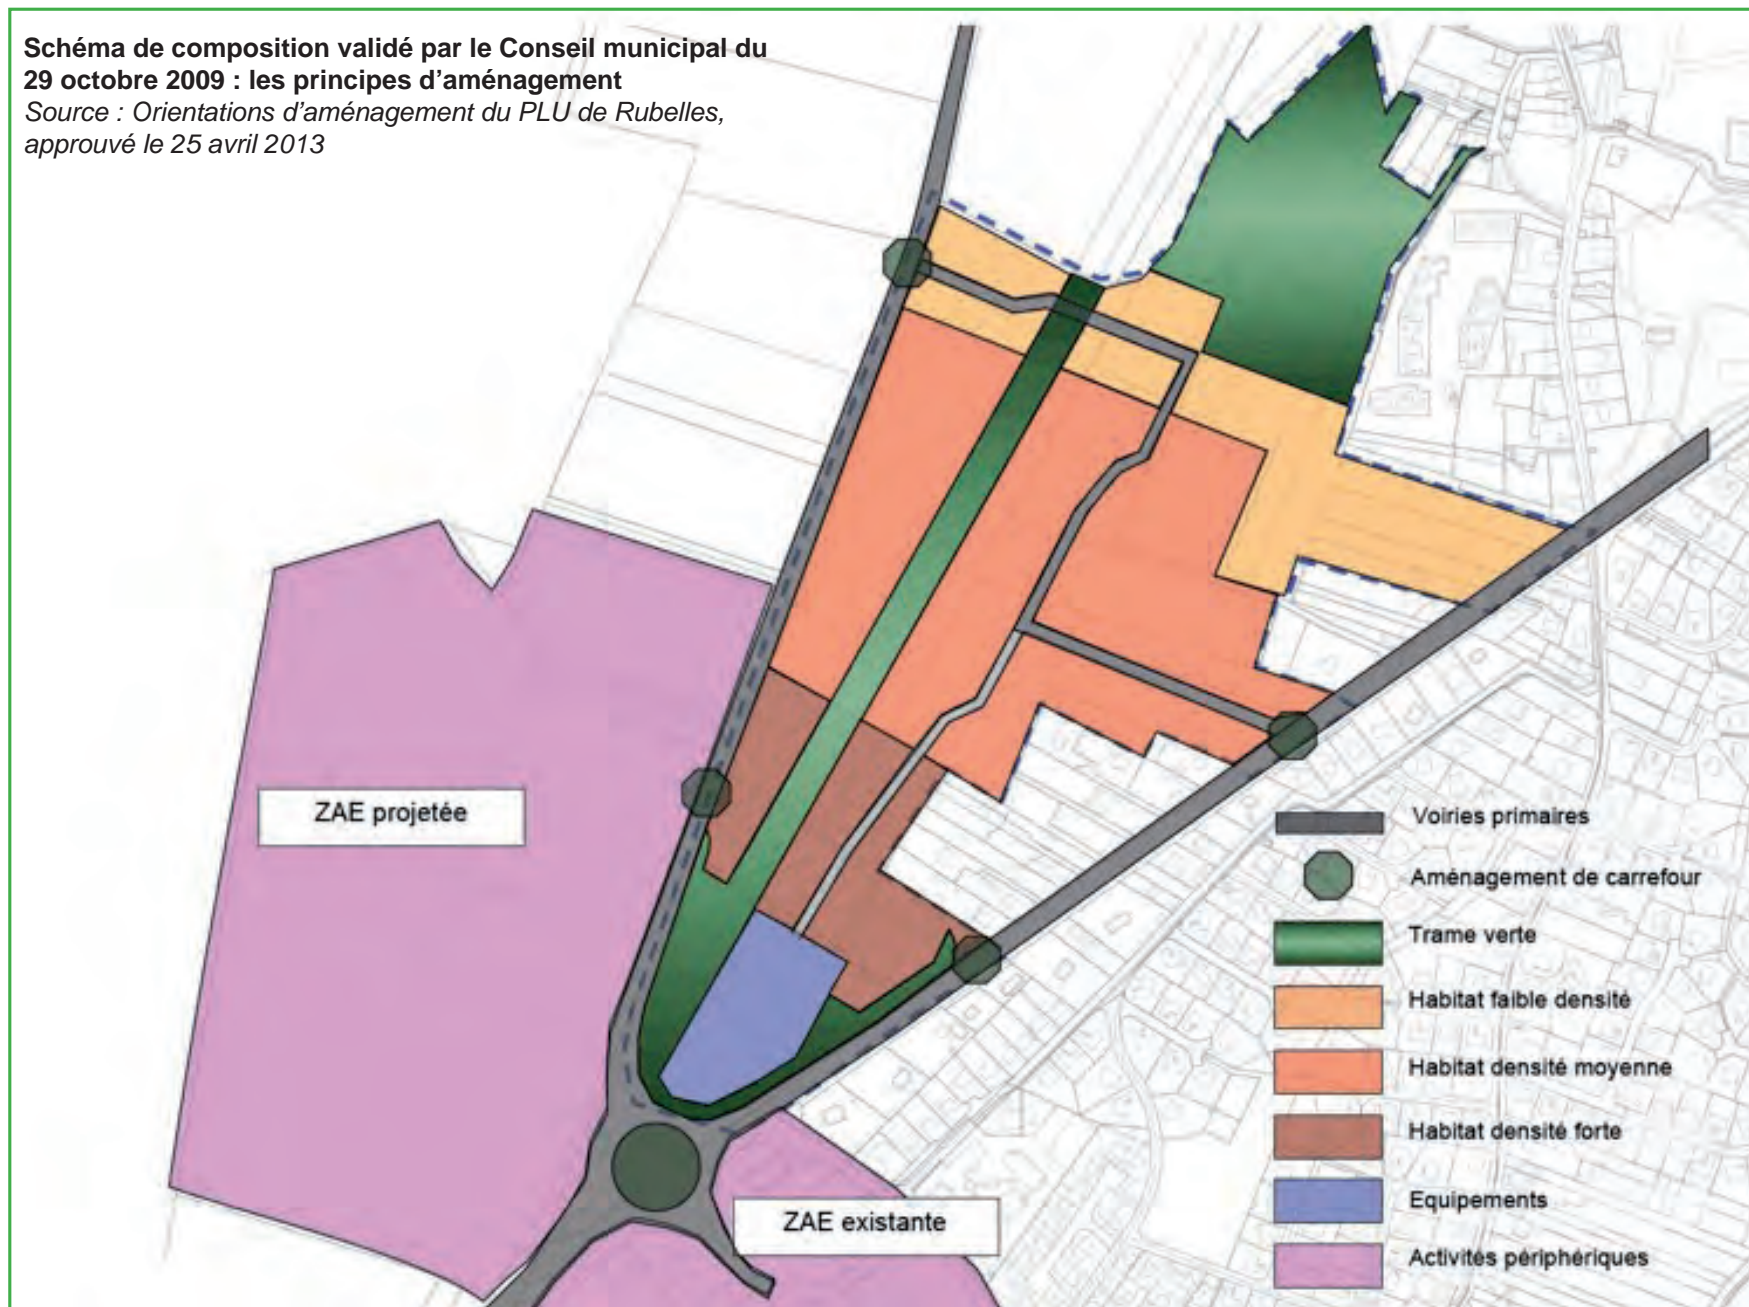 Schéma de composition validé par le Conseil municipal du
29 octobre 2009 : les principes d'aménagement
Source : Orientations d'aménagement du PLU de Rubelles,
approuvé le 25 avril 2013
ZAE projetée
ZAE existante
Voiries primaires
Aménagement de carrefour
Trame verte
Habitat faible densité
Habitat densité moyenne
Habitat densité forte
Equipements
Activités périphériques